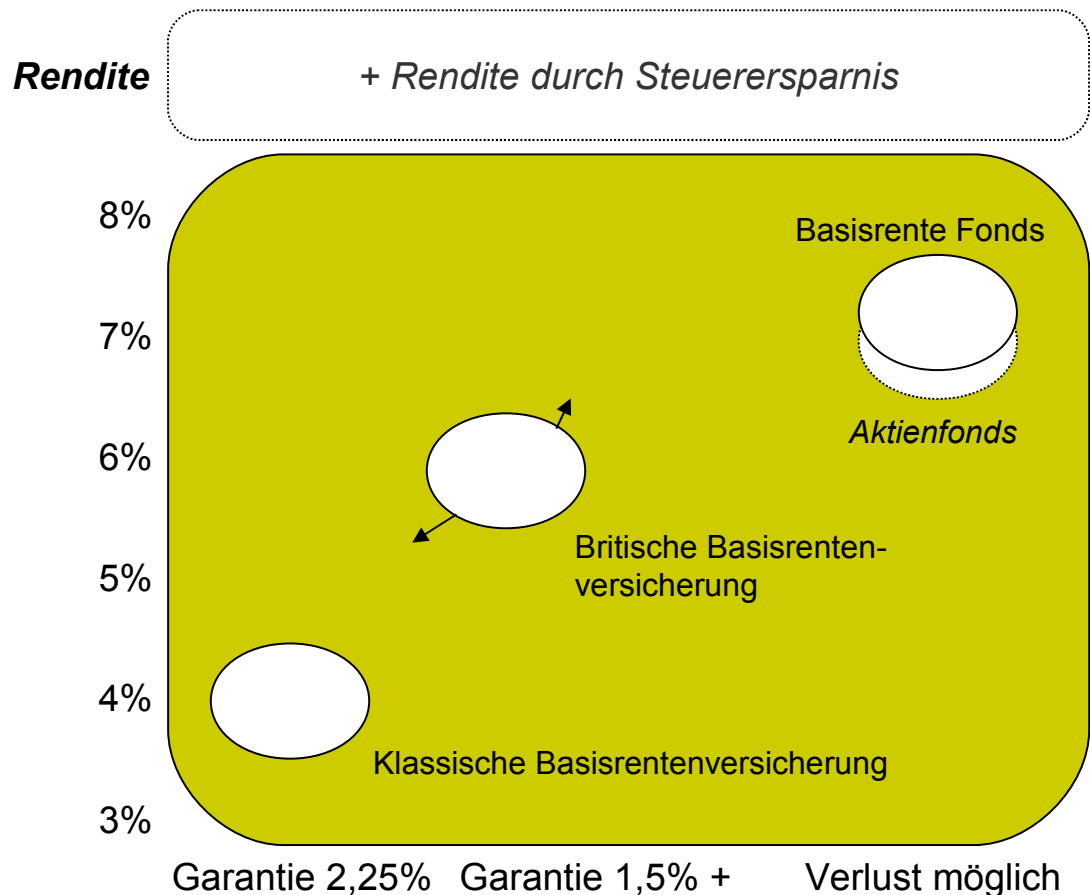 Rendite
+ Rendite durch Steuerersparnis
8%
Basisrente Fonds
7%
Aktienfonds
6%
Britische Basisrenten-
versicherung
5%
4%
Klassische Basisrentenversicherung
3%
Garantie 2,25%
Garantie 1,5% +
Verlust möglich